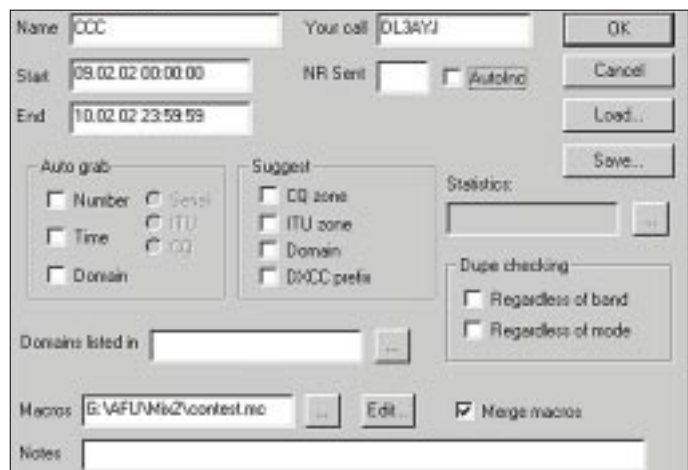 Name CCC Your call DL3AYJ OK
Start 09.02.02 00:00:00 NR Sent AutoInc Cancel
End 10.02.02 23:59:59 Load...
Save...
Auto grab Suggest Statistics:
Number Serial CQ zone
ITU ITU zone ...
Time CQ Domain
Domain DXCC prefix
Dupe checking
Regardless of band
Regardless of mode
Domains listed in ...
Macros G:\AFU\Mix2\contest.mc ... Edit... Merge macros
Notes